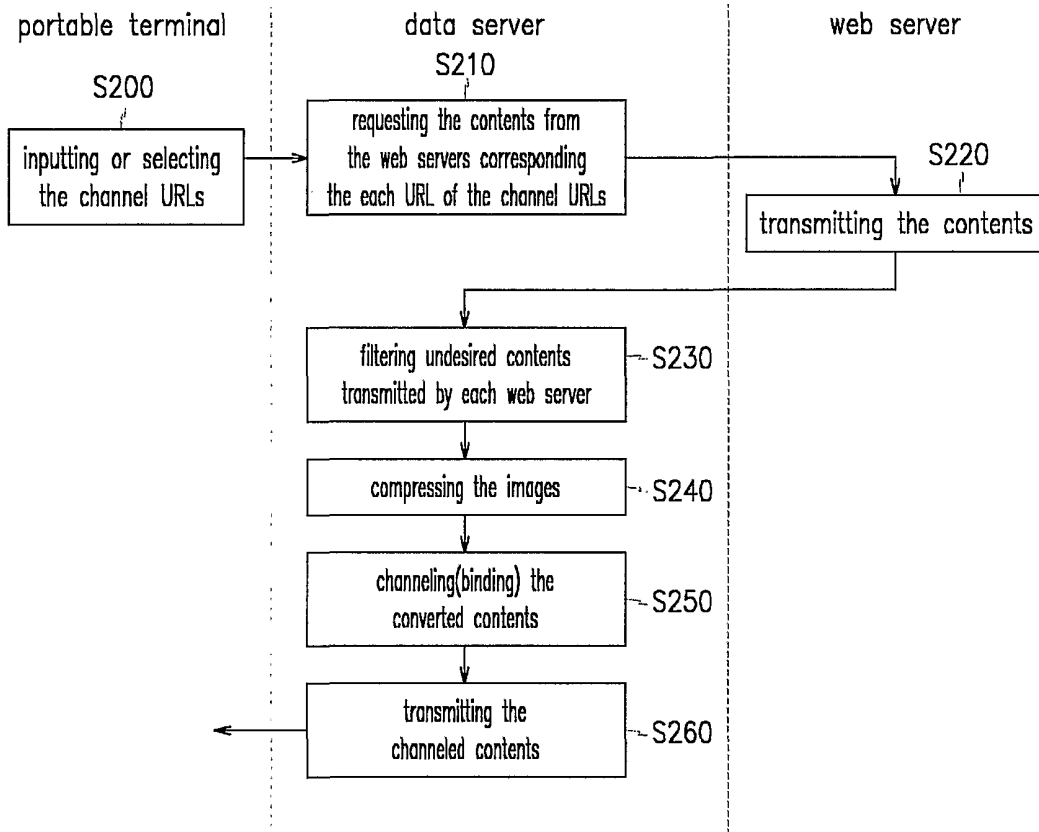 portable terminal
data server
web server
S200
inputting or selecting
the channel URLs
S210
requesting the contents from
the web servers corresponding
the each URL of the channel URLs
S220
transmitting the contents
filtering undesired contents
transmitted by each web server
S230
compressing the images
S240
channeling(binding) the
converted contents
S250
transmitting the
channeled contents
S260